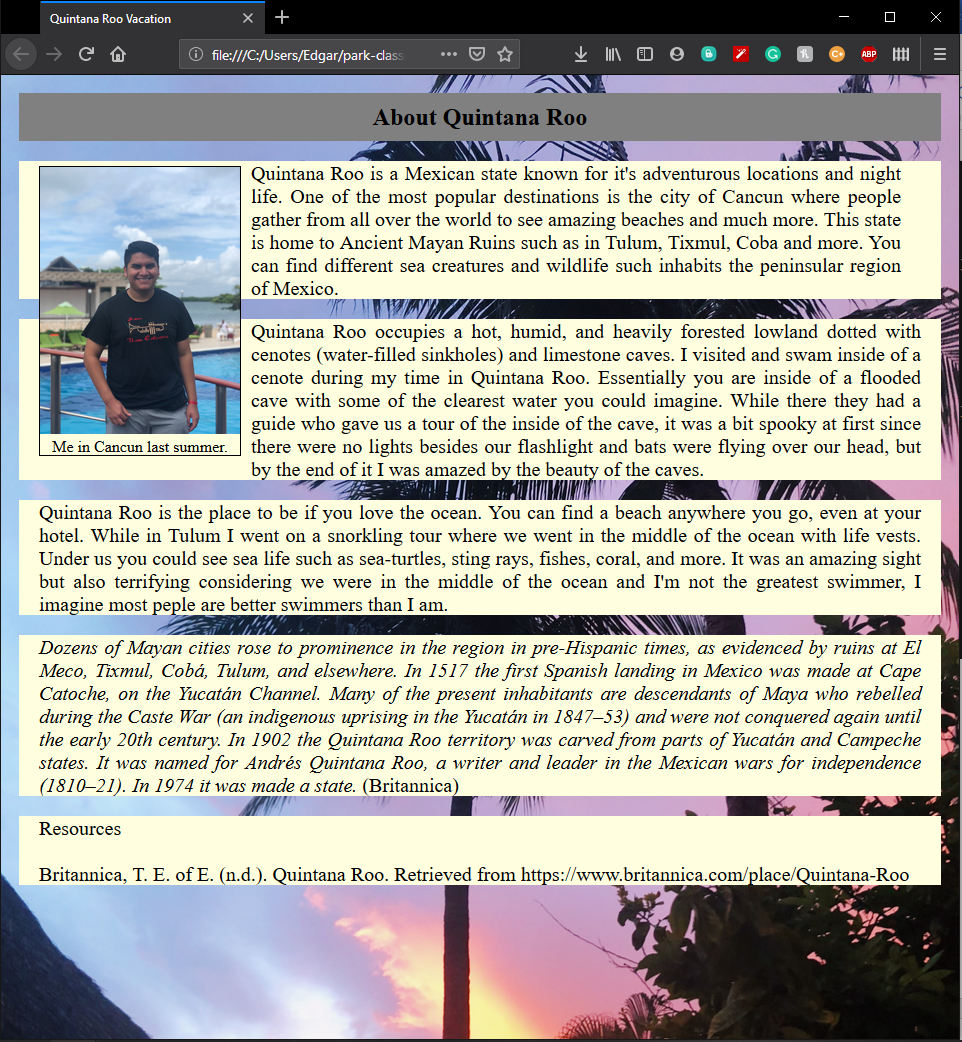 Quintana Roo Vacation
file:///C:/Users/Edgar/park-class
ABP
About Quintana Roo
Quintana Roo is a Mexican state known for it's adventurous locations and night
life. One of the most popular destinations is the city of Cancun where people
gather from all over the world to see amazing beaches and much more. This state
is home to Ancient Mayan Ruins such as in Tulum, Tixmul, Coba and more. You
can find different sea creatures and wildlife such inhabits the peninsular region
of Mexico.
Me in Cancun last summer.
Quintana Roo occupies a hot, humid, and heavily forested lowland dotted with
cenotes (water-filled sinkholes) and limestone caves. I visited and swam inside of a
cenote during my time in Quintana Roo. Essentially you are inside of a flooded
cave with some of the clearest water you could imagine. While there they had a
guide who gave us a tour of the inside of the cave, it was a bit spooky at first since
there were no lights besides our flashlight and bats were flying over our head, but
by the end of it I was amazed by the beauty of the caves.
Quintana Roo is the place to be if you love the ocean. You can find a beach anywhere you go, even at your
hotel. While in Tulum I went on a snorkling tour where we went in the middle of the ocean with life vests.
Under us you could see sea life such as sea-turtles, sting rays, fishes, coral, and more. It was an amazing sight
but also terrifying considering we were in the middle of the ocean and I'm not the greatest swimmer, I
imagine most peple are better swimmers than I am.
Dozens of Mayan cities rose to prominence in the region in pre-Hispanic times, as evidenced by ruins at El
Meco, Tixmul, Cobá, Tulum, and elsewhere. In 1517 the first Spanish landing in Mexico was made at Cape
Catoche, on the Yucatán Channel. Many of the present inhabitants are descendants of Maya who rebelled
during the Caste War (an indigenous uprising in the Yucatán in 1847–53) and were not conquered again until
the early 20th century. In 1902 the Quintana Roo territory was carved from parts of Yucatán and Campeche
states. It was named for Andrés Quintana Roo, a writer and leader in the Mexican wars for independence
(1810–21). In 1974 it was made a state. (Britannica)
Resources
Britannica, T. E. of E. (n.d.). Quintana Roo. Retrieved from https://www.britannica.com/place/Quintana-Roo